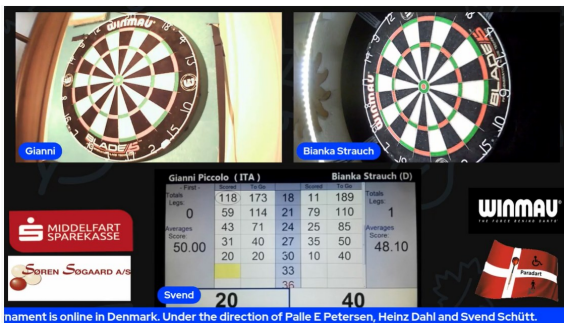 WINMAU
BLADE 5
Gianni
WINMAU
BLADE
Bianka Strauch
Gianni Piccolo ( ITA ) Bianka Strauch (D)
- First - Scored To Go Scored To Go
Totals Legs: 0 118 173 18 11 189 Totals Legs: 1
59 114 21 79 110
Averages Score: 50.00 43 71 24 25 85 Averages Score: 48.10
31 40 27 35 50
20 20 30 10 40
33
36
20 40
Svend
MIDDELFART
SPAREKASSE
SØREN SØGAARD A/S
WINMAU
THE FORCE BEHIND DARTS
Paradart
nament is online in Denmark. Under the direction of Palle E Petersen, Heinz Dahl and Svend Schütt.